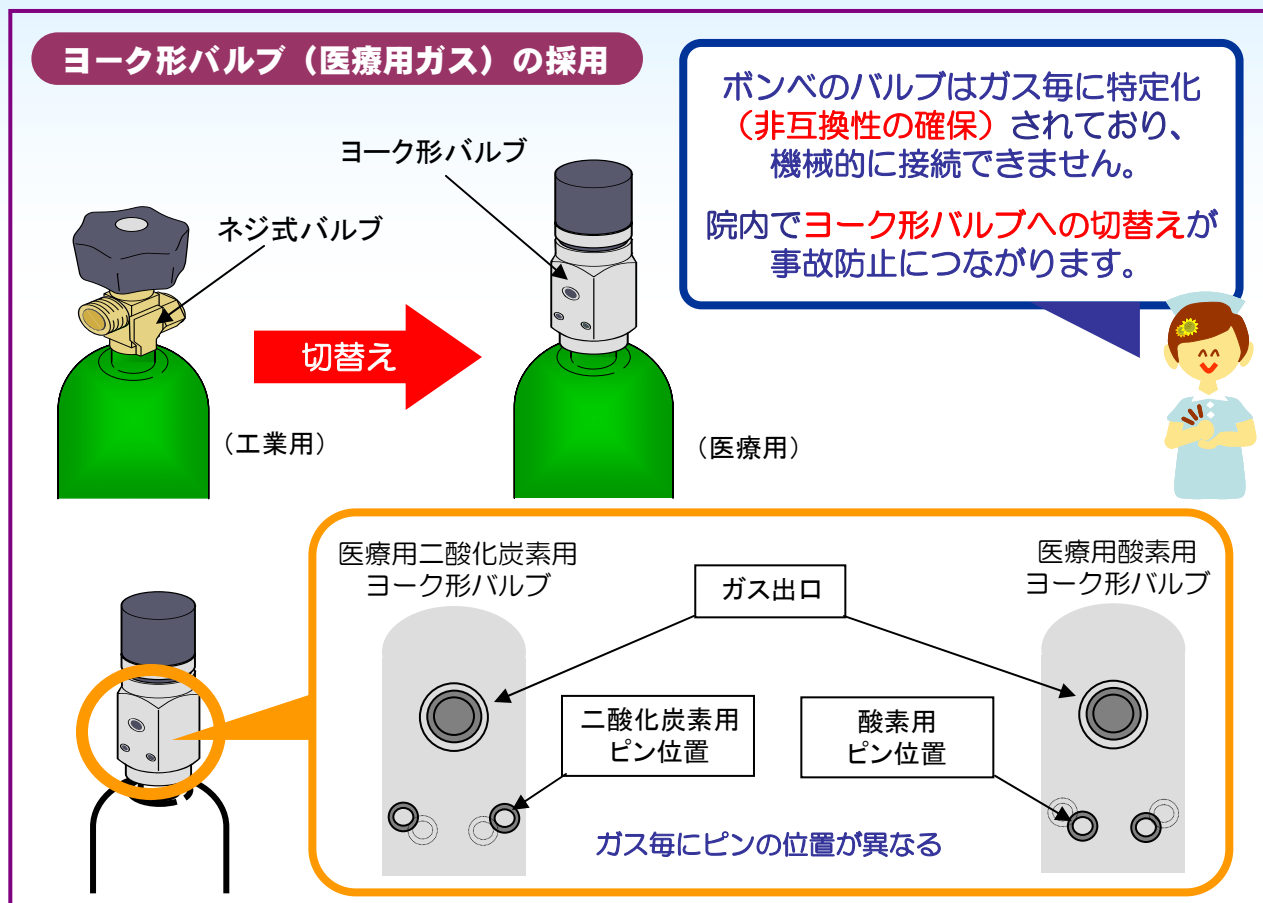 ヨーク形バルブ（医療用ガス）の採用
ボンベのバルブはガス毎に特定化
（非互換性の確保）されており、
機械的に接続できません。
院内でヨーク形バルブへの切替えが
事故防止につながります。
ヨーク形バルブ
ネジ式バルブ
切替え
（工業用）
（医療用）
医療用二酸化炭素用
ヨーク形バルブ
ガス出口
医療用酸素用
ヨーク形バルブ
二酸化炭素用
ピン位置
酸素用
ピン位置
ガス毎にピンの位置が異なる